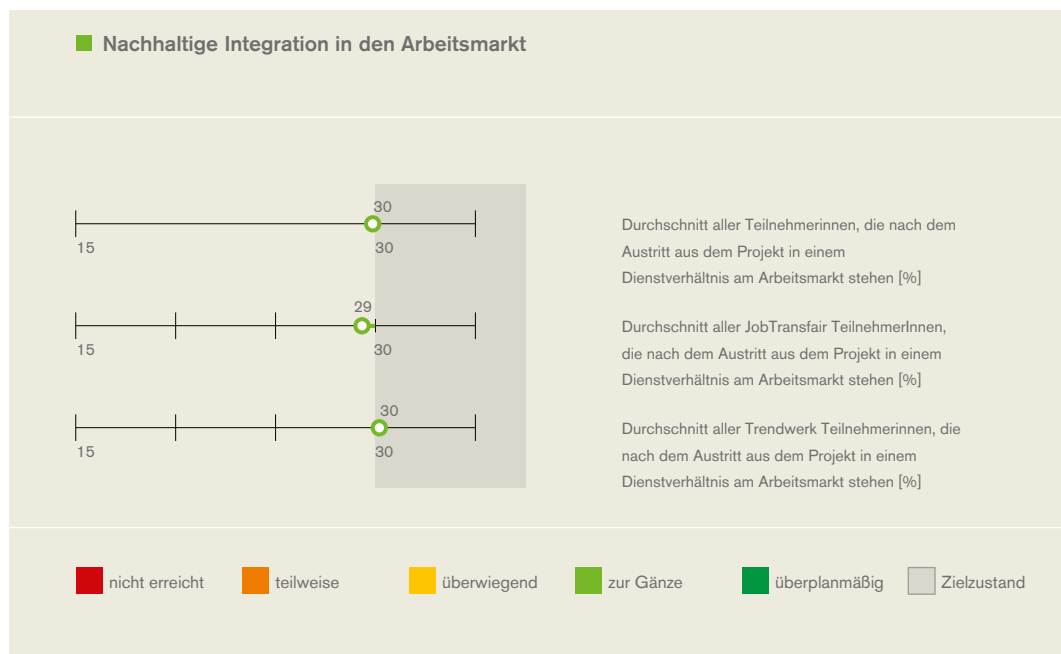 Nachhaltige Integration in den Arbeitsmarkt
30
15
30
Durchschnitt aller Teilnehmerinnen, die nach dem
Austritt aus dem Projekt in einem
Dienstverhältnis am Arbeitsmarkt stehen [%]
29
15
30
Durchschnitt aller JobTransfair TeilnehmerInnen,
die nach dem Austritt aus dem Projekt in einem
Dienstverhältnis am Arbeitsmarkt stehen [%]
30
15
30
Durchschnitt aller Trendwerk Teilnehmerinnen, die
nach dem Austritt aus dem Projekt in einem
Dienstverhältnis am Arbeitsmarkt stehen [%]
nicht erreicht
teilweise
überwiegend
zur Gänze
überplanmäßig
Zielzustand